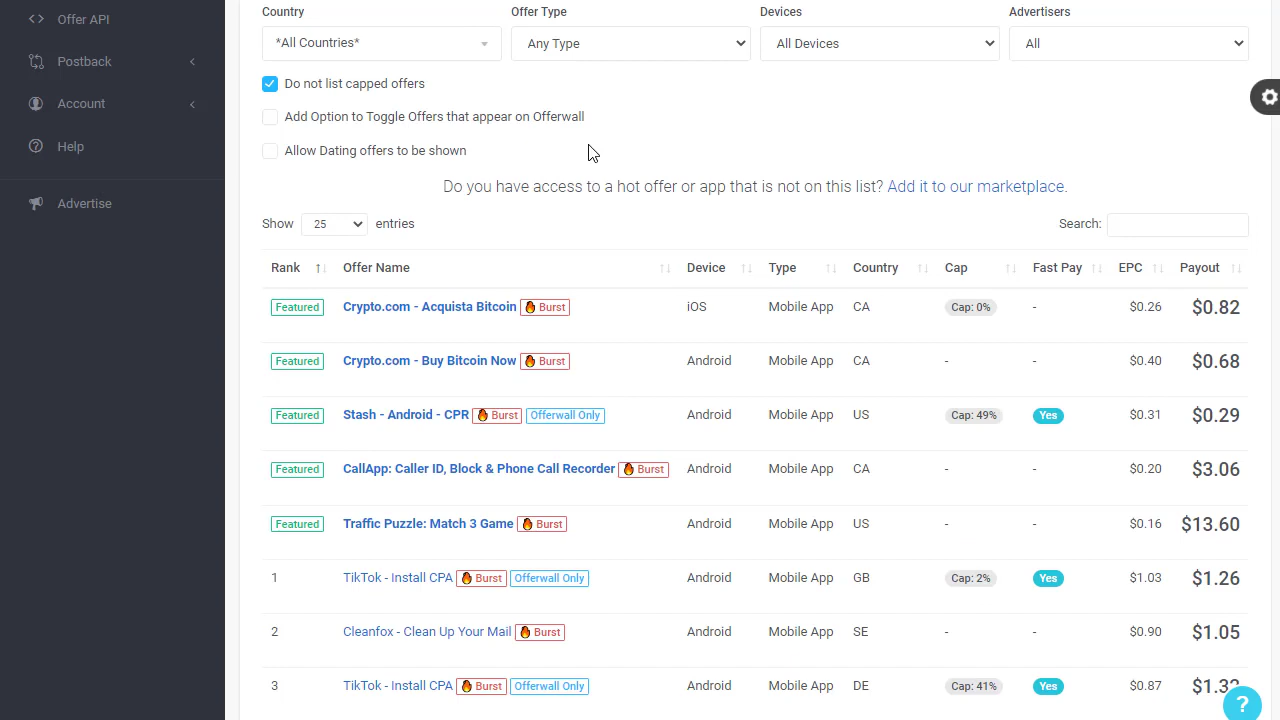 Offer API
Postback
Account
Help
Advertise
Country Offer Type Devices Advertisers
*All Countries* Any Type All Devices All
Do not list capped offers
Add Option to Toggle Offers that appear on Offerwall
Allow Dating offers to be shown
Do you have access to a hot offer or app that is not on this list? Add it to our marketplace.
Show 25 entries Search:
Rank Offer Name Device Type Country Cap Fast Pay EPC Payout
Featured Crypto.com - Acquista Bitcoin Burst iOS Mobile App CA Cap: 0% - $0.26 $0.82
Featured Crypto.com - Buy Bitcoin Now Burst Android Mobile App CA - - $0.40 $0.68
Featured Stash - Android - CPR Burst Offerwall Only Android Mobile App US Cap: 49% Yes $0.31 $0.29
Featured CallApp: Caller ID, Block & Phone Call Recorder Burst Android Mobile App CA - - $0.20 $3.06
Featured Traffic Puzzle: Match 3 Game Burst Android Mobile App US - - $0.16 $13.60
1 TikTok - Install CPA Burst Offerwall Only Android Mobile App GB Cap: 2% Yes $1.03 $1.26
2 Cleanfox - Clean Up Your Mail Burst Android Mobile App SE - - $0.90 $1.05
3 TikTok - Install CPA Burst Offerwall Only Android Mobile App DE Cap: 41% Yes $0.87
?